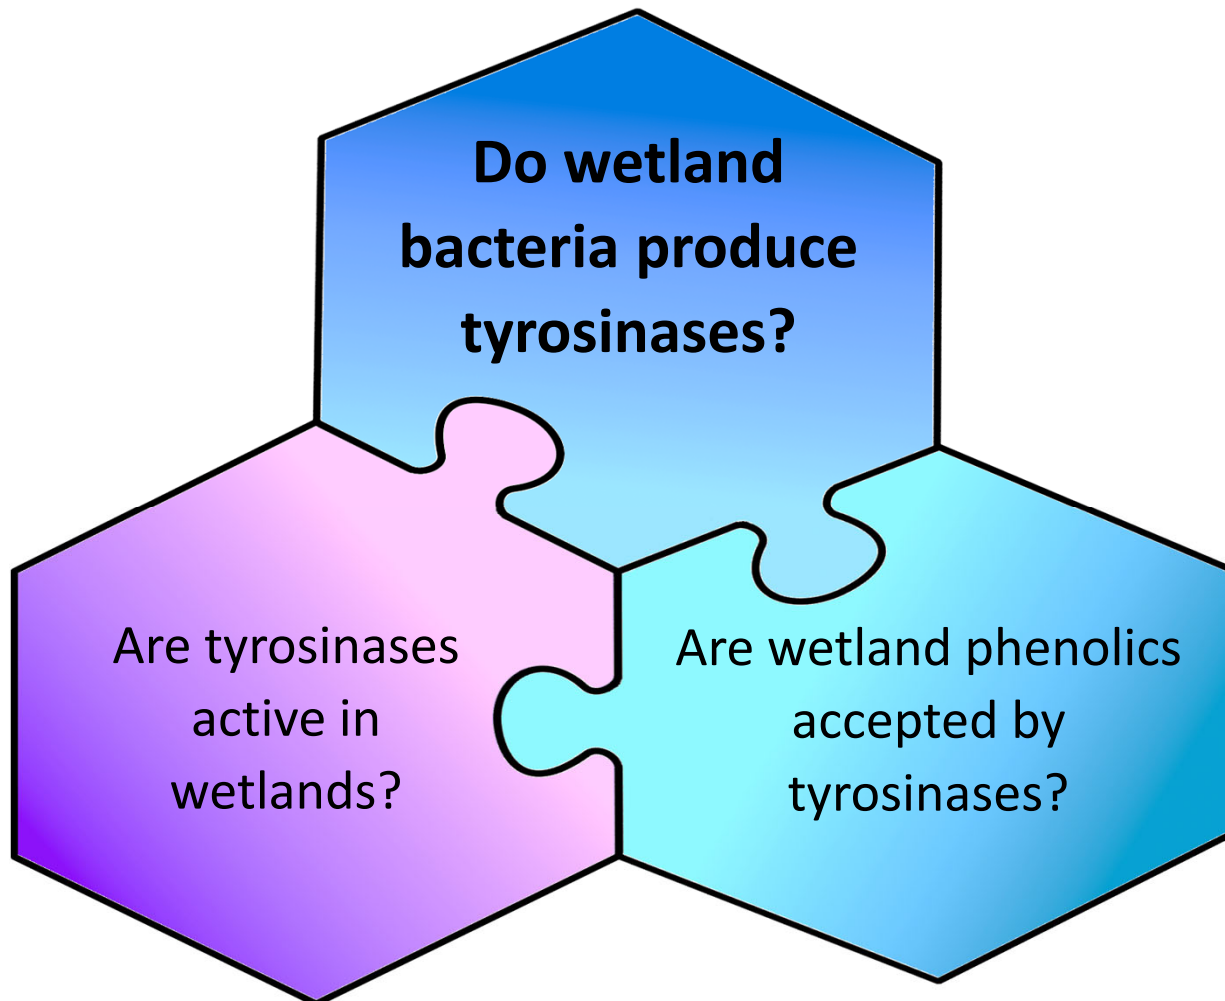 Do wetland
bacteria produce
tyrosinases?
Are tyrosinases
active in
wetlands?
Are wetland phenolics
accepted by
tyrosinases?